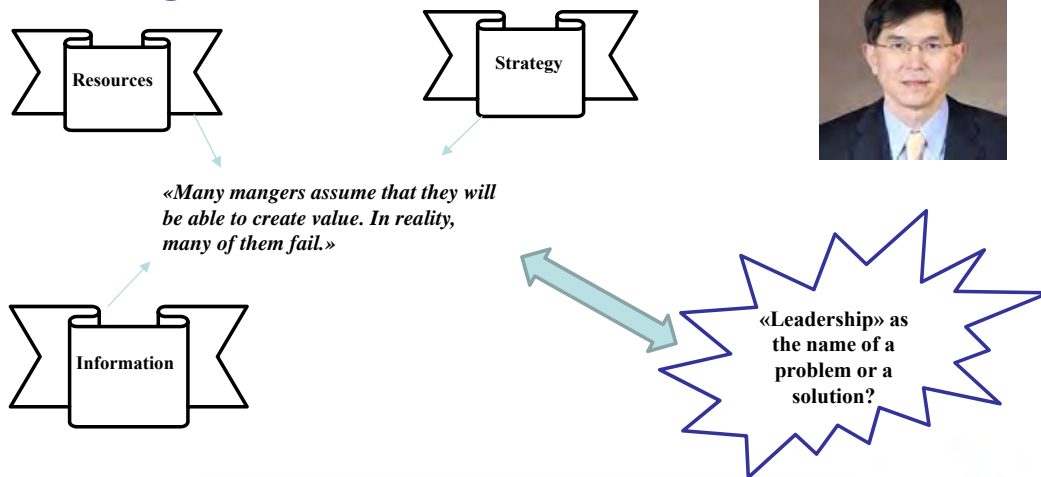 Resources
Strategy
«Many mangers assume that they will
be able to create value. In reality,
many of them fail.»
Information
«Leadership» as
the name of a
problem or a
solution?